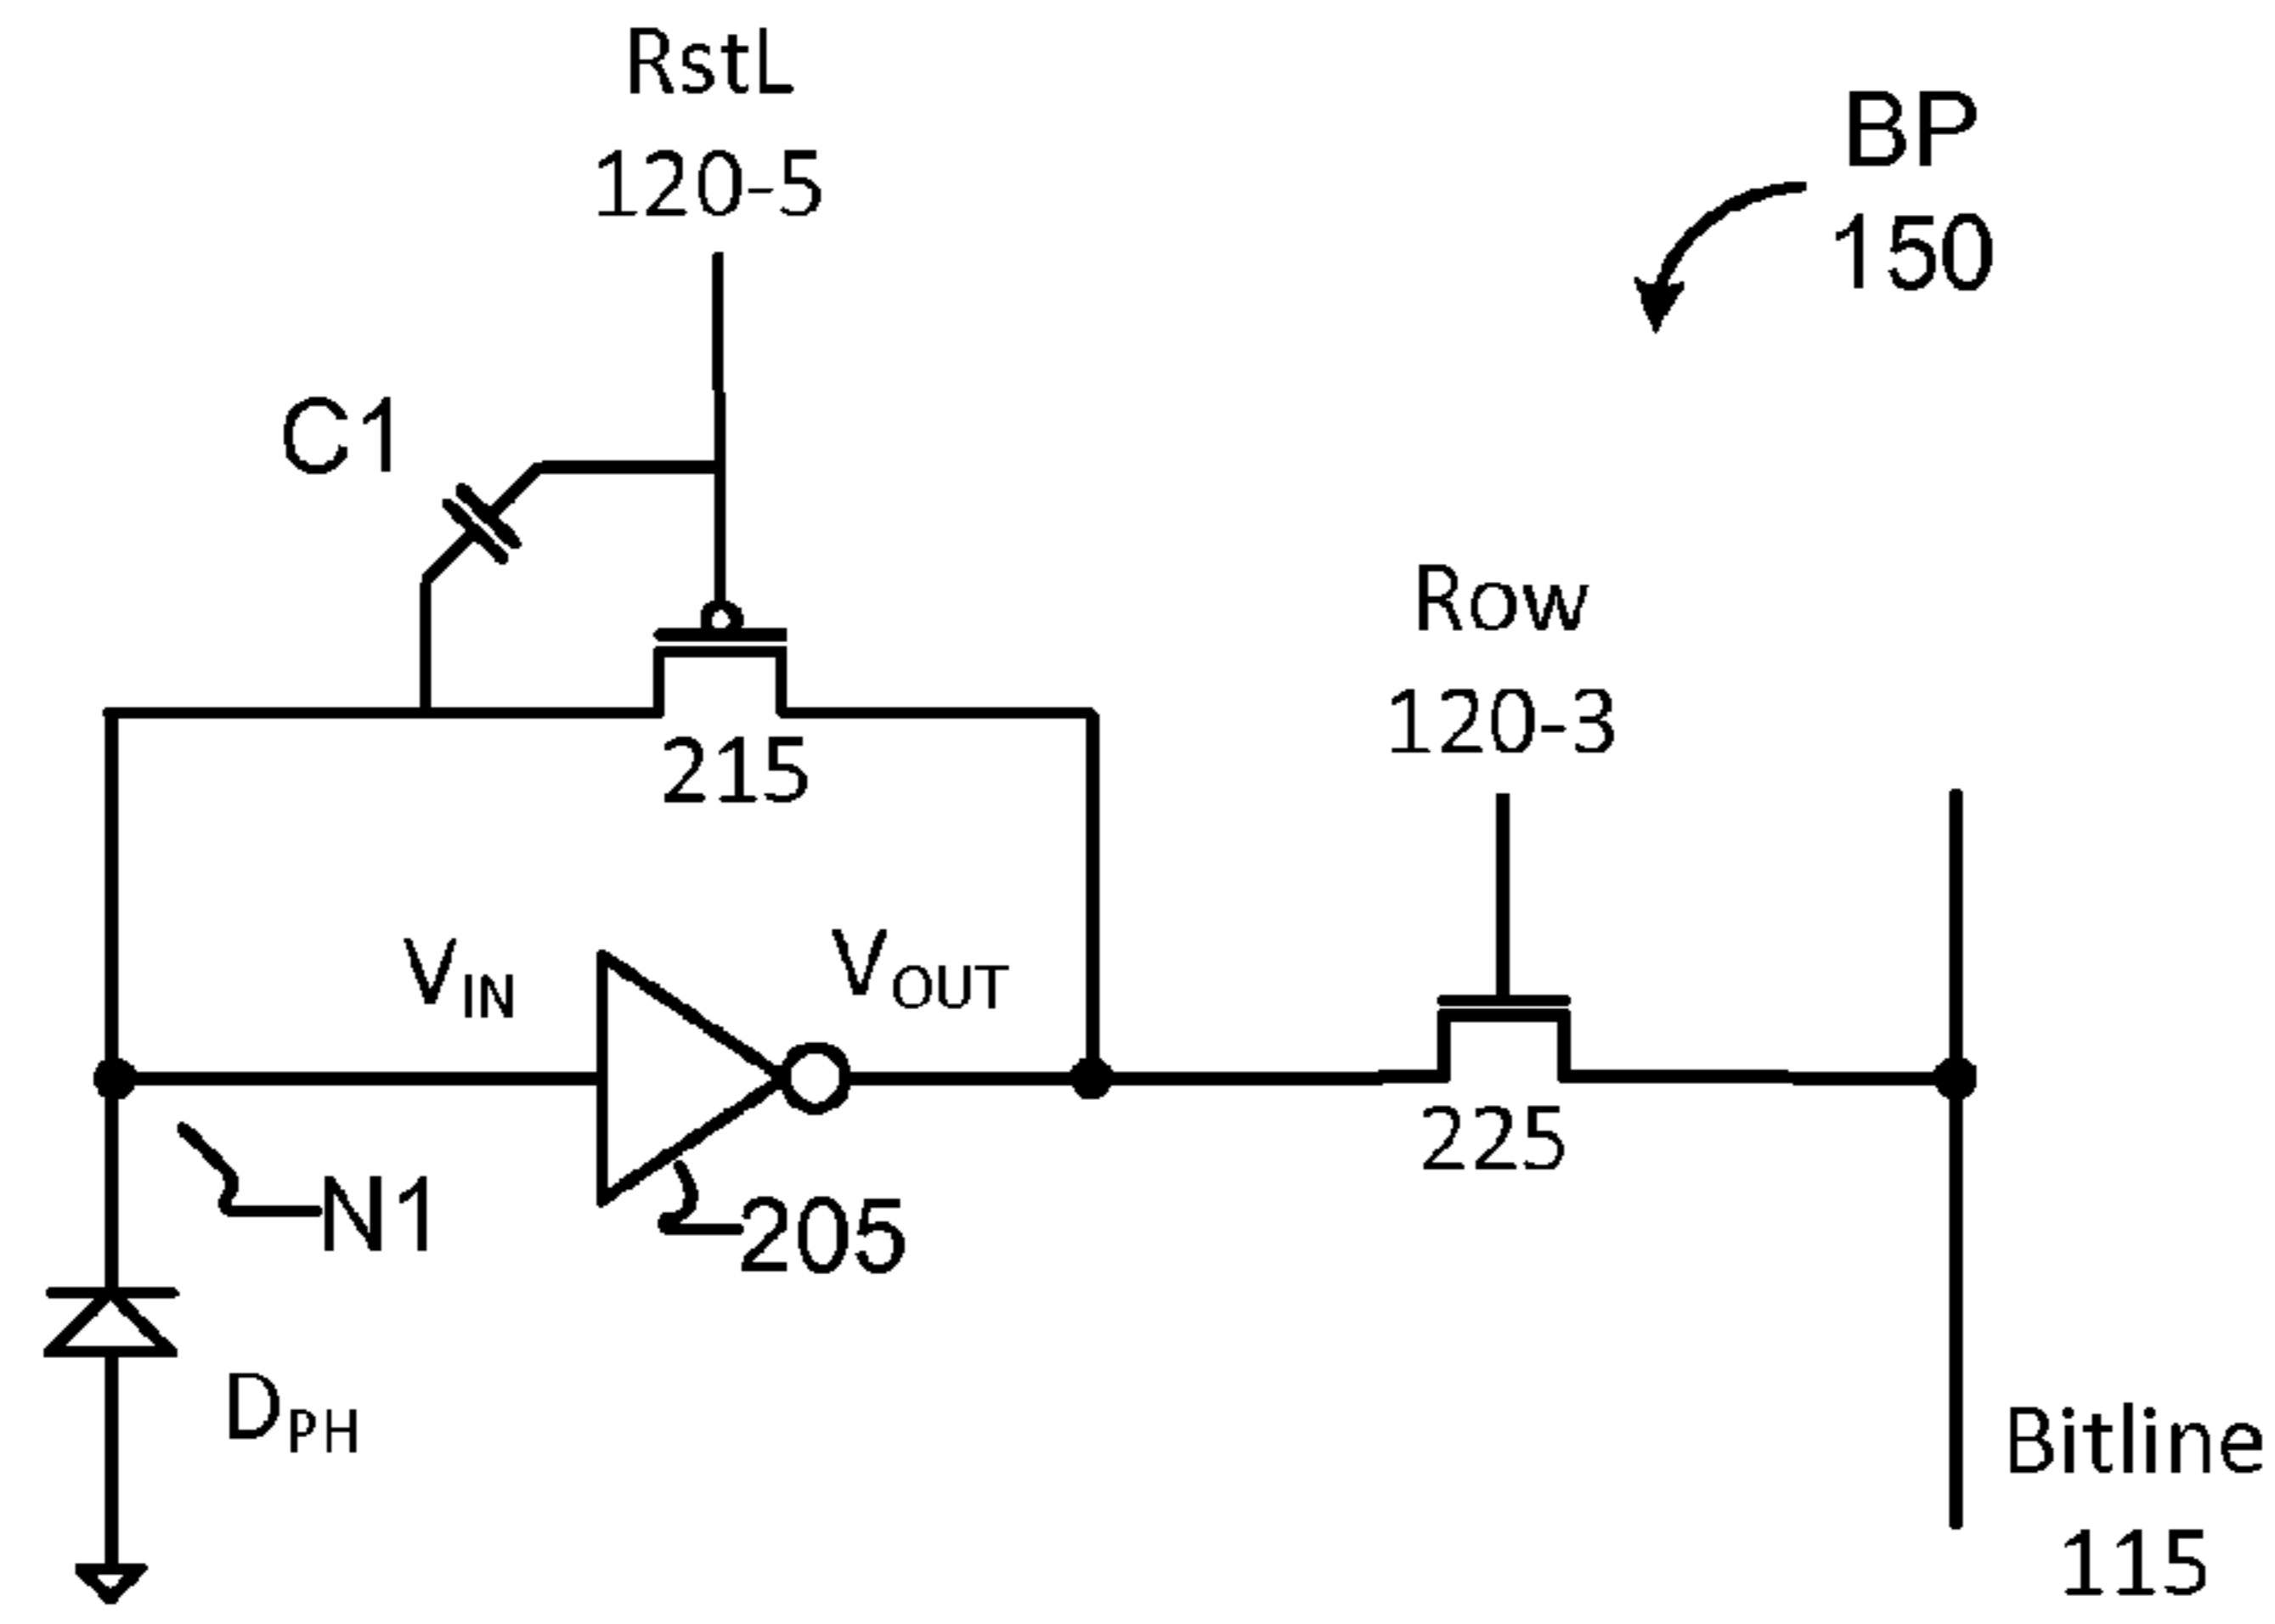 RstL
120-5
BP
150
C1
Row
120-3
215
VIN
VOUT
225
N1
205
DPH
Bitline
115